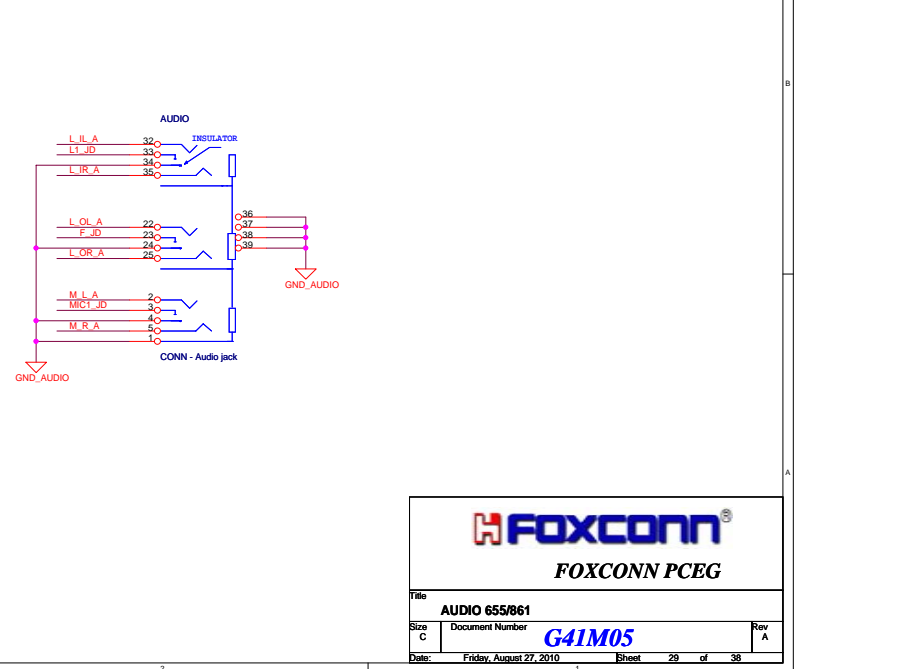 B
AUDIO
INSULATOR
L_IL_A 32
L1_JD 33
34
L_IR_A 35
36
37
38
39
L_OL_A 22
F_JD 23
24
L_OR_A 25
GND_AUDIO
M_L_A 2
MIC1_JD 3
4
M_R_A 5
1
CONN - Audio jack
GND_AUDIO
A
FOXCONN®
FOXCONN PCEG
Title
AUDIO 655/861
Size Document Number Rev
C G41M05 A
Date: Friday, August 27, 2010 Sheet 29 of 38
2 1